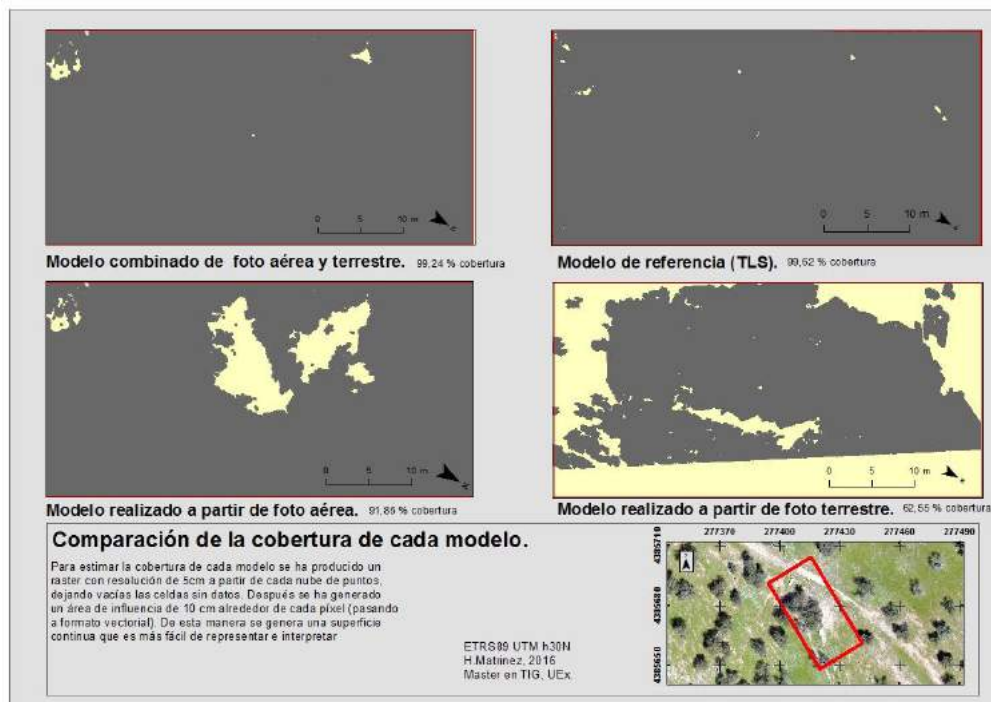 0 5 10 m
0 5 10 m
Modelo combinado de foto aérea y terrestre. 99,24 % cobertura
Modelo de referencia (TLS). 99,62 % cobertura
0 5 10 m
0 5 10 m
Modelo realizado a partir de foto aérea. 91,86 % cobertura
Modelo realizado a partir de foto terrestre. 62,55 % cobertura
Comparación de la cobertura de cada modelo.
Para estimar la cobertura de cada modelo se ha producido un
raster con resolución de 5cm a partir de cada nube de puntos,
dejando vacías las celdas sin datos. Después se ha generado
un área de influencia de 10 cm alrededor de cada píxel (pasando
a formato vectorial). De esta manera se genera una superficie
continua que es más fácil de representar e interpretar
ETRS89 UTM h30N
H.Matiinez, 2016
Master en TIG, UEx
277370 277400 277430 277460 277490
4385710
4385680
4385650